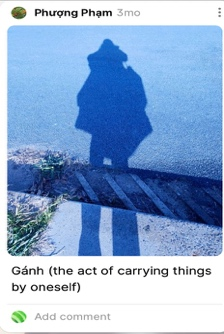 Phượng Phạm 3mo
Gánh (the act of carrying things
by oneself)
Add comment